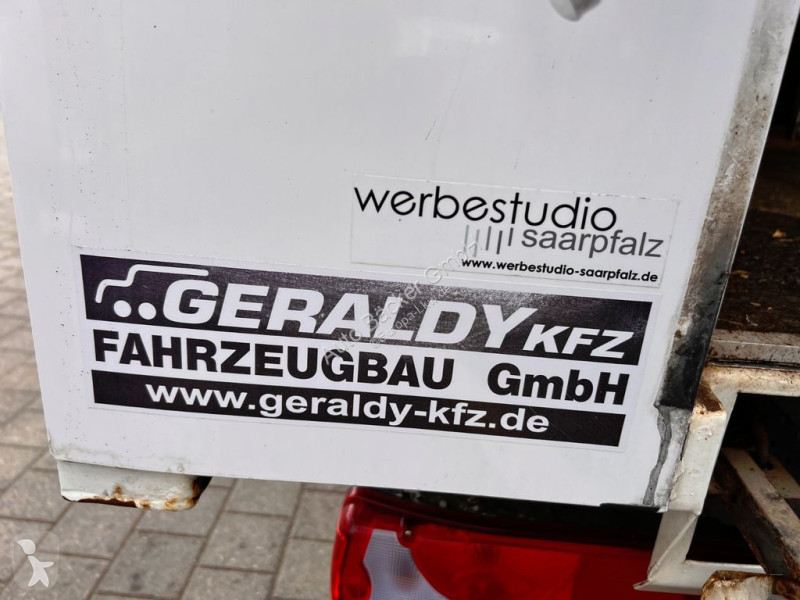 werbestudio
saarpfalz
www.werbestudio-saarpfalz.de
GERALDY KFZ
FAHRZEUGBAU GmbH
www.geraldy-kfz.de